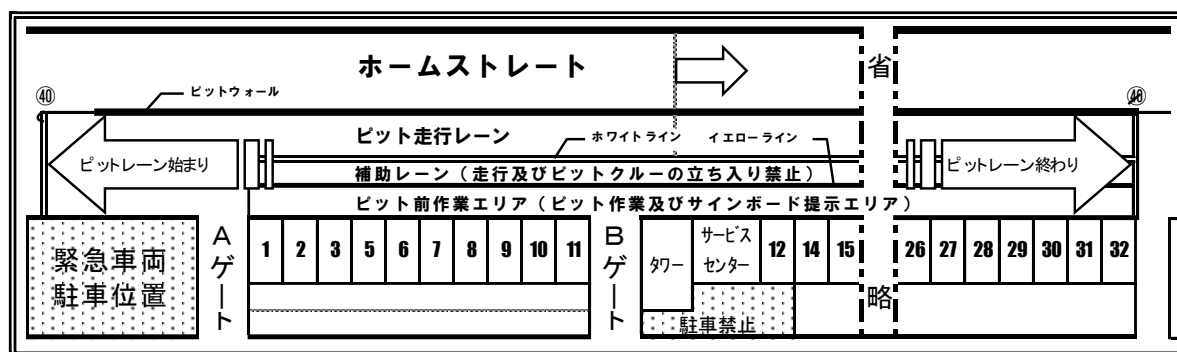 ホームストレート
省
㊵
ピットウォール
ピット走行レーン
ホワイトライン
イエローライン
ピットレーン始まり
ピットレーン終わり
補助レーン（走行及びピットクルーの立ち入り禁止）
ピット前作業エリア（ピット作業及びサインボード提示エリア）
緊急車両
駐車位置
Aゲート
1 2 3 5 6 7 8 9 10 11
Bゲート
タワー
サービス
センター
12 14 15
26 27 28 29 30 31 32
略
駐車禁止